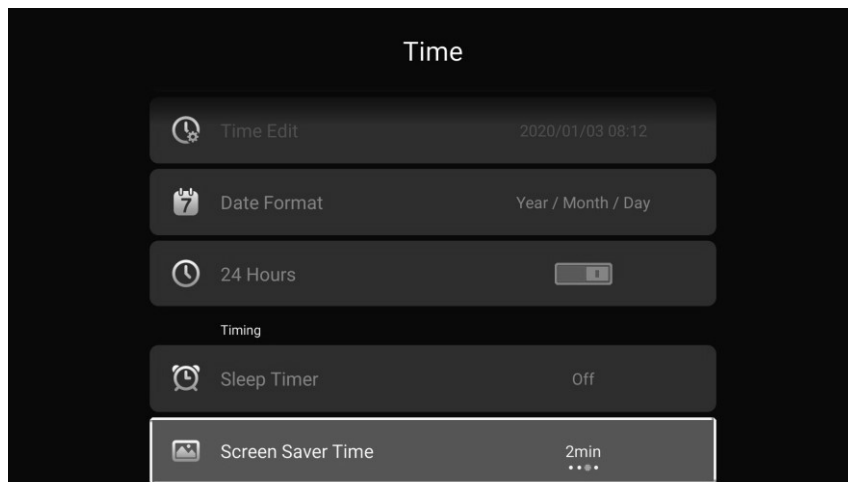 Time
Time Edit 2020/01/03 08:12
7
Date Format Year / Month / Day
24 Hours
Timing
Sleep Timer Off
Screen Saver Time 2min